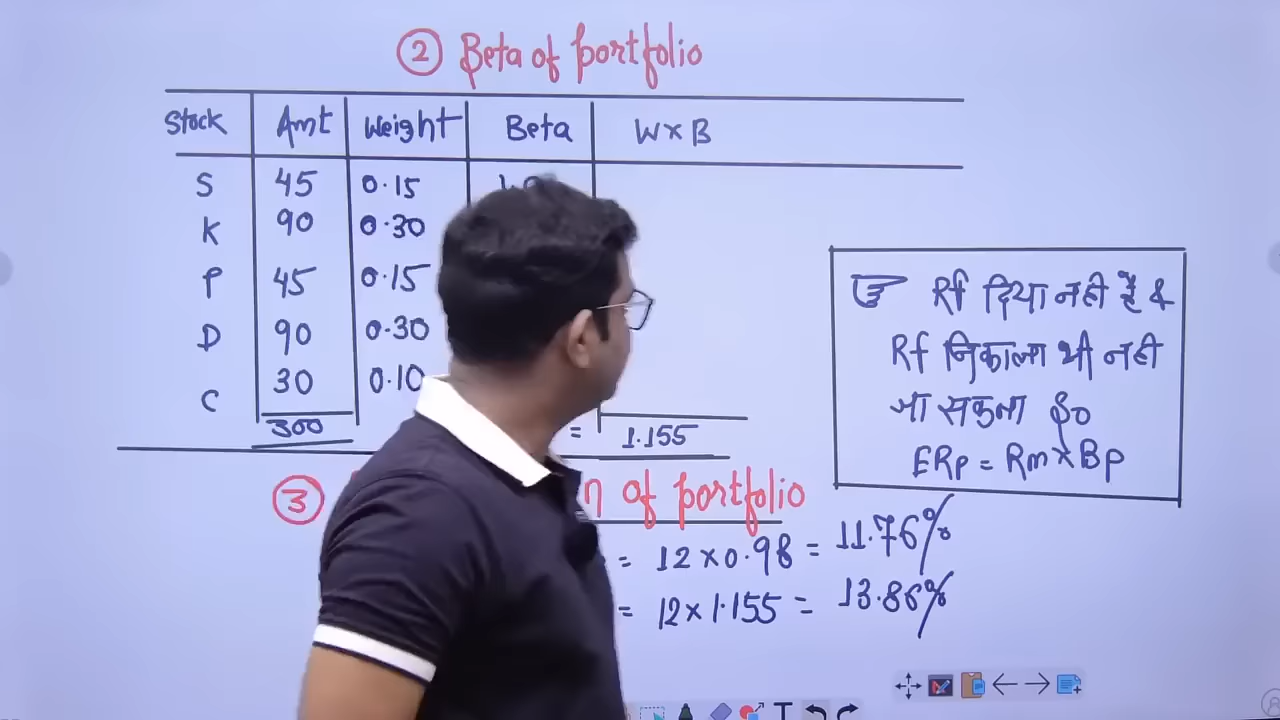 ② Beta of portfolio
Stock Amt Weight Beta W×B
S 45 0.15
K 90 0.30
P 45 0.15
D 90 0.30
C 30 0.10
300 = 1.155
☞ Rf दिया नही है &
Rf निकाला भी नही
जा सकता So
ERp = Rm×Bp
③ n of portfolio
= 12×0.98 = 11.76%
= 12×1.155 = 13.86%